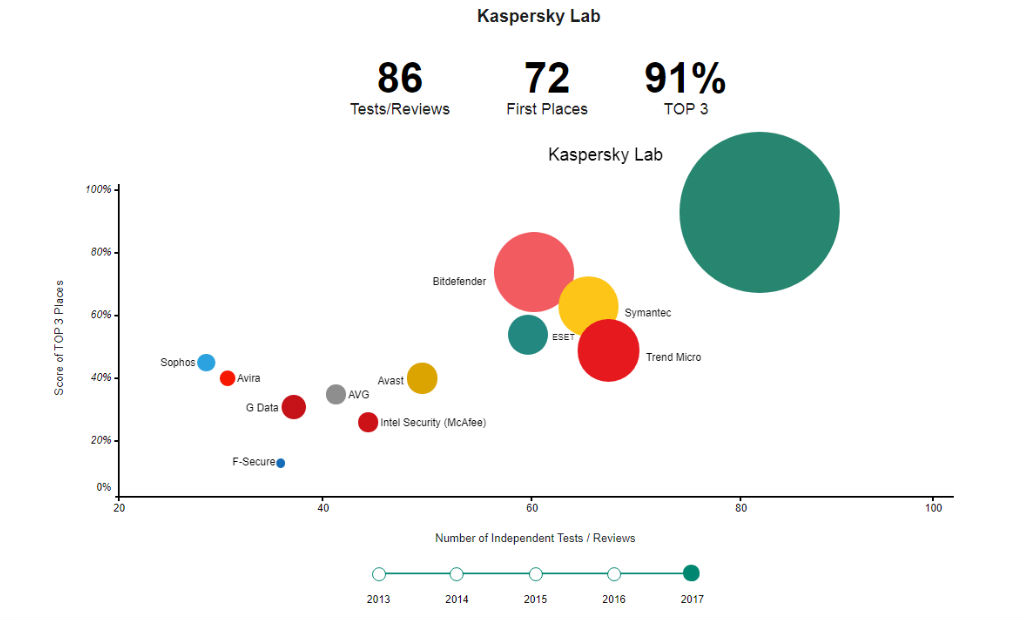 Kaspersky Lab
86 72 91%
Tests/Reviews First Places TOP 3
Kaspersky Lab
100%
80%
Bitdefender
60%
Symantec
ESET
Trend Micro
Score of TOP 3 Places
Sophos
40%
Avira
Avast
AVG
G Data
Intel Security (McAfee)
20%
F-Secure
0%
20 40 60 80 100
Number of Independent Tests / Reviews
2013 2014 2015 2016 2017